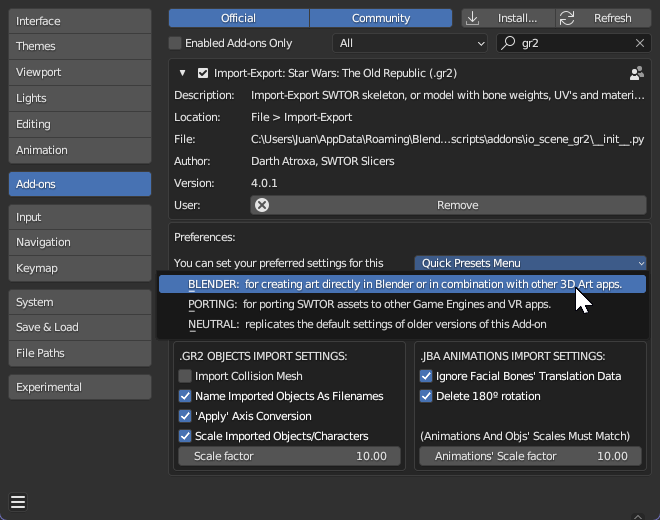 Interface
Themes
Viewport
Lights
Editing
Animation
Add-ons
Input
Navigation
Keymap
System
Save & Load
File Paths
Experimental
Official
Community
Install...
Refresh
Enabled Add-ons Only
All
gr2
Import-Export: Star Wars: The Old Republic (.gr2)
Description: Import-Export SWTOR skeleton, or model with bone weights, UV's and materi...
Location: File > Import-Export
File: C:\Users\Juan\AppData\Roaming\Blend...scripts\addons\io_scene_gr2\__init__.py
Author: Darth Atroxa, SWTOR Slicers
Version: 4.0.1
User: Remove
Preferences:
You can set your preferred settings for this
Quick Presets Menu
BLENDER: for creating art directly in Blender or in combination with other 3D Art apps.
PORTING: for porting SWTOR assets to other Game Engines and VR apps.
NEUTRAL: replicates the default settings of older versions of this Add-on
.GR2 OBJECTS IMPORT SETTINGS:
Import Collision Mesh
Name Imported Objects As Filenames
'Apply' Axis Conversion
Scale Imported Objects/Characters
Scale factor 10.00
.JBA ANIMATIONS IMPORT SETTINGS:
Ignore Facial Bones' Translation Data
Delete 180º rotation
(Animations And Objs' Scales Must Match)
Animations' Scale factor 10.00